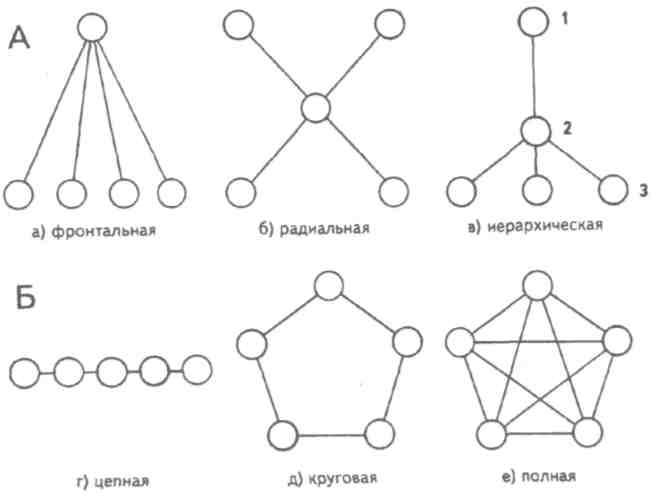 А
1
2
3
а) фронтальная
б) радиальная
в) иерархическая
Б
г) цепная
д) круговая
е) полная